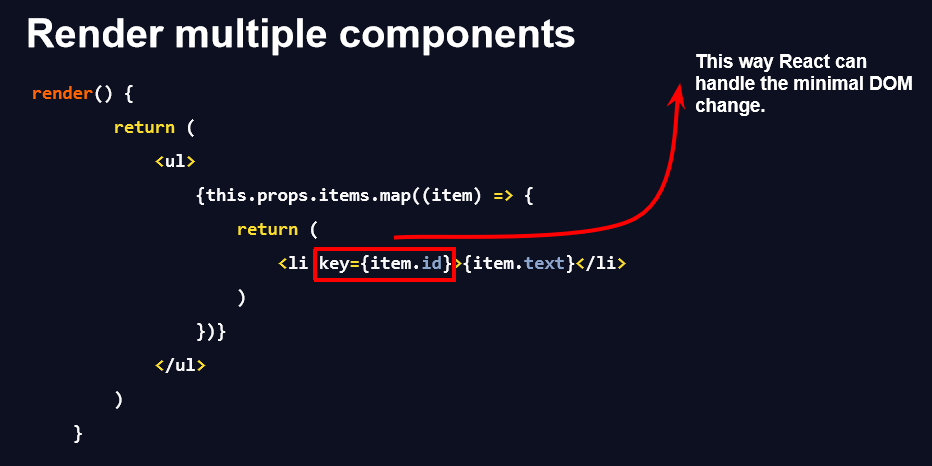 Render multiple components
This way React can
handle the minimal DOM
change.
render() {
return (
<ul>
{this.props.items.map((item) => {
return (
<li key={item.id}>{item.text}</li>
)
})}
</ul>
)
}